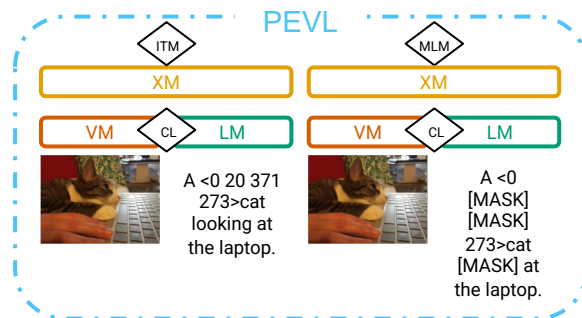 PEVL
ITM
XM
VM
CL
LM
A <0 20 371
273>cat
looking at
the laptop.
MLM
XM
VM
CL
LM
A <0
[MASK]
[MASK]
273>cat
[MASK] at
the laptop.